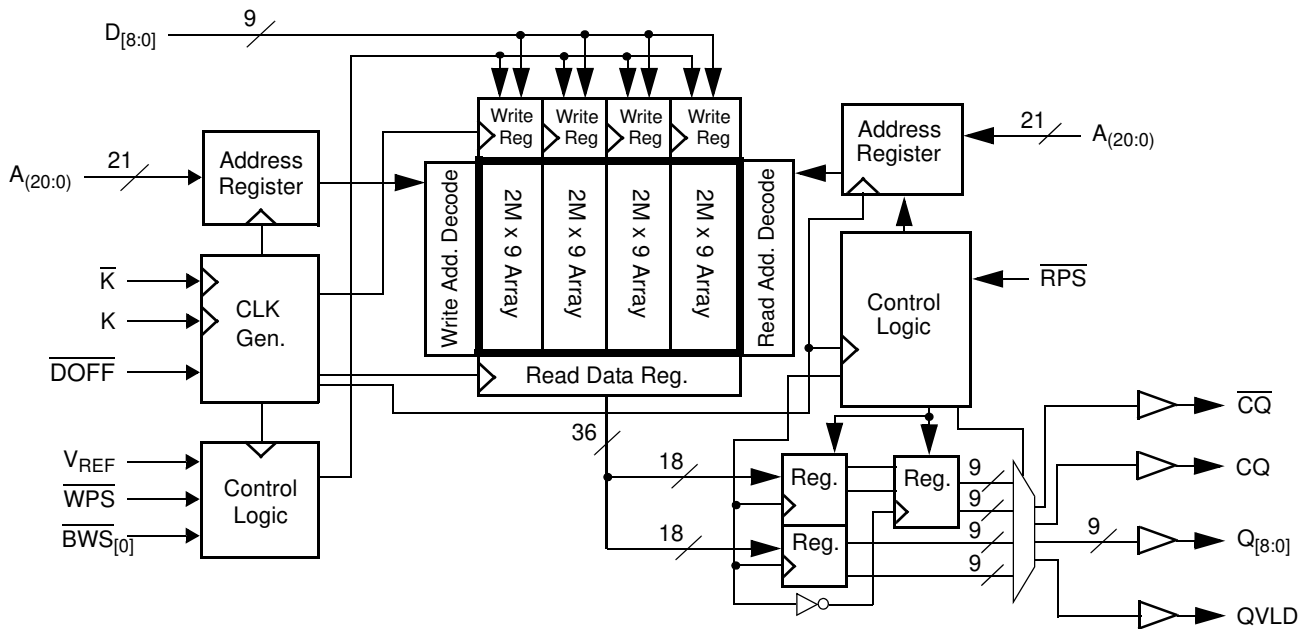 D[8:0]
9
Write
Reg
Write
Reg
Write
Reg
Write
Reg
A(20:0)
21
Address
Register
Write Add. Decode
2M x 9 Array
2M x 9 Array
2M x 9 Array
2M x 9 Array
Read Add. Decode
Address
Register
21
A(20:0)
K
K
DOFF
CLK
Gen.
Control
Logic
RPS
Read Data Reg.
VREF
WPS
BWS[0]
Control
Logic
36
18
18
Reg.
Reg.
Reg.
9
9
9
9
9
CQ
CQ
Q[8:0]
QVLD